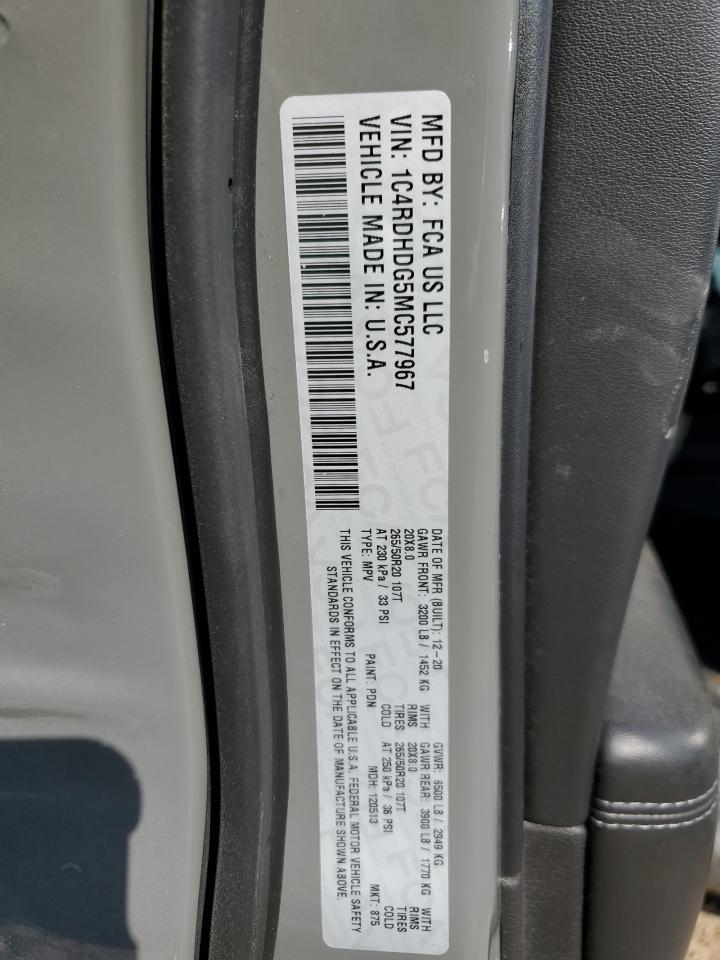 MFD BY: FCA US LLC
VIN: 1C4RDHDG5MC577967
VEHICLE MADE IN: U.S.A.
DATE OF MFR (BUILT): 12-20 GVWR: 6500 LB / 2949 KG
GAWR FRONT: 3200 LB / 1452 KG WITH GAWR REAR: 3900 LB / 1770 KG WITH
20X8.0 RIMS 20X8.0 RIMS
265/50R20 107T TIRES 265/50R20 107T TIRES
AT 230 kPa / 33 PSI COLD AT 250 kPa / 36 PSI COLD
TYPE: MPV PAINT: PDN MDH: 120513 MKT: 875
THIS VEHICLE CONFORMS TO ALL APPLICABLE U.S.A. FEDERAL MOTOR VEHICLE SAFETY
STANDARDS IN EFFECT ON THE DATE OF MANUFACTURE SHOWN ABOVE.